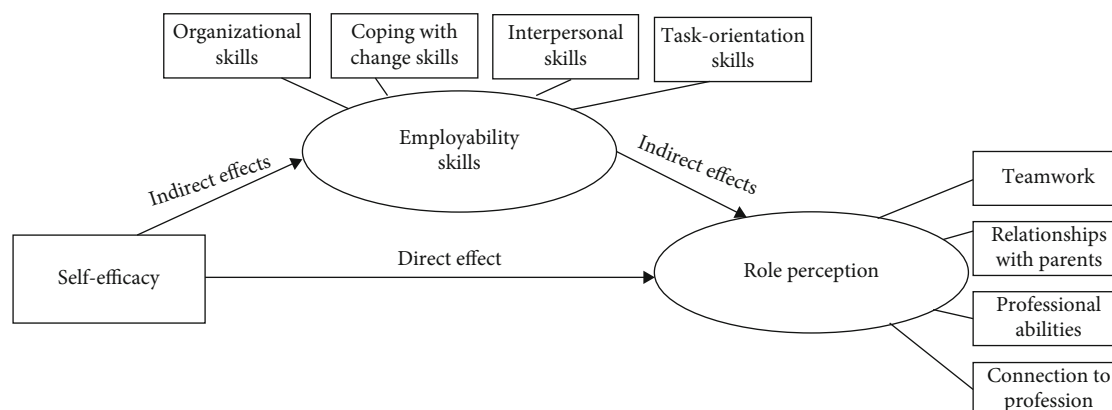 Organizational
skills
Coping with
change skills
Interpersonal
skills
Task-orientation
skills
Employability
skills
Indirect effects
Indirect effects
Self-efficacy
Direct effect
Role perception
Teamwork
Relationships
with parents
Professional
abilities
Connection to
profession